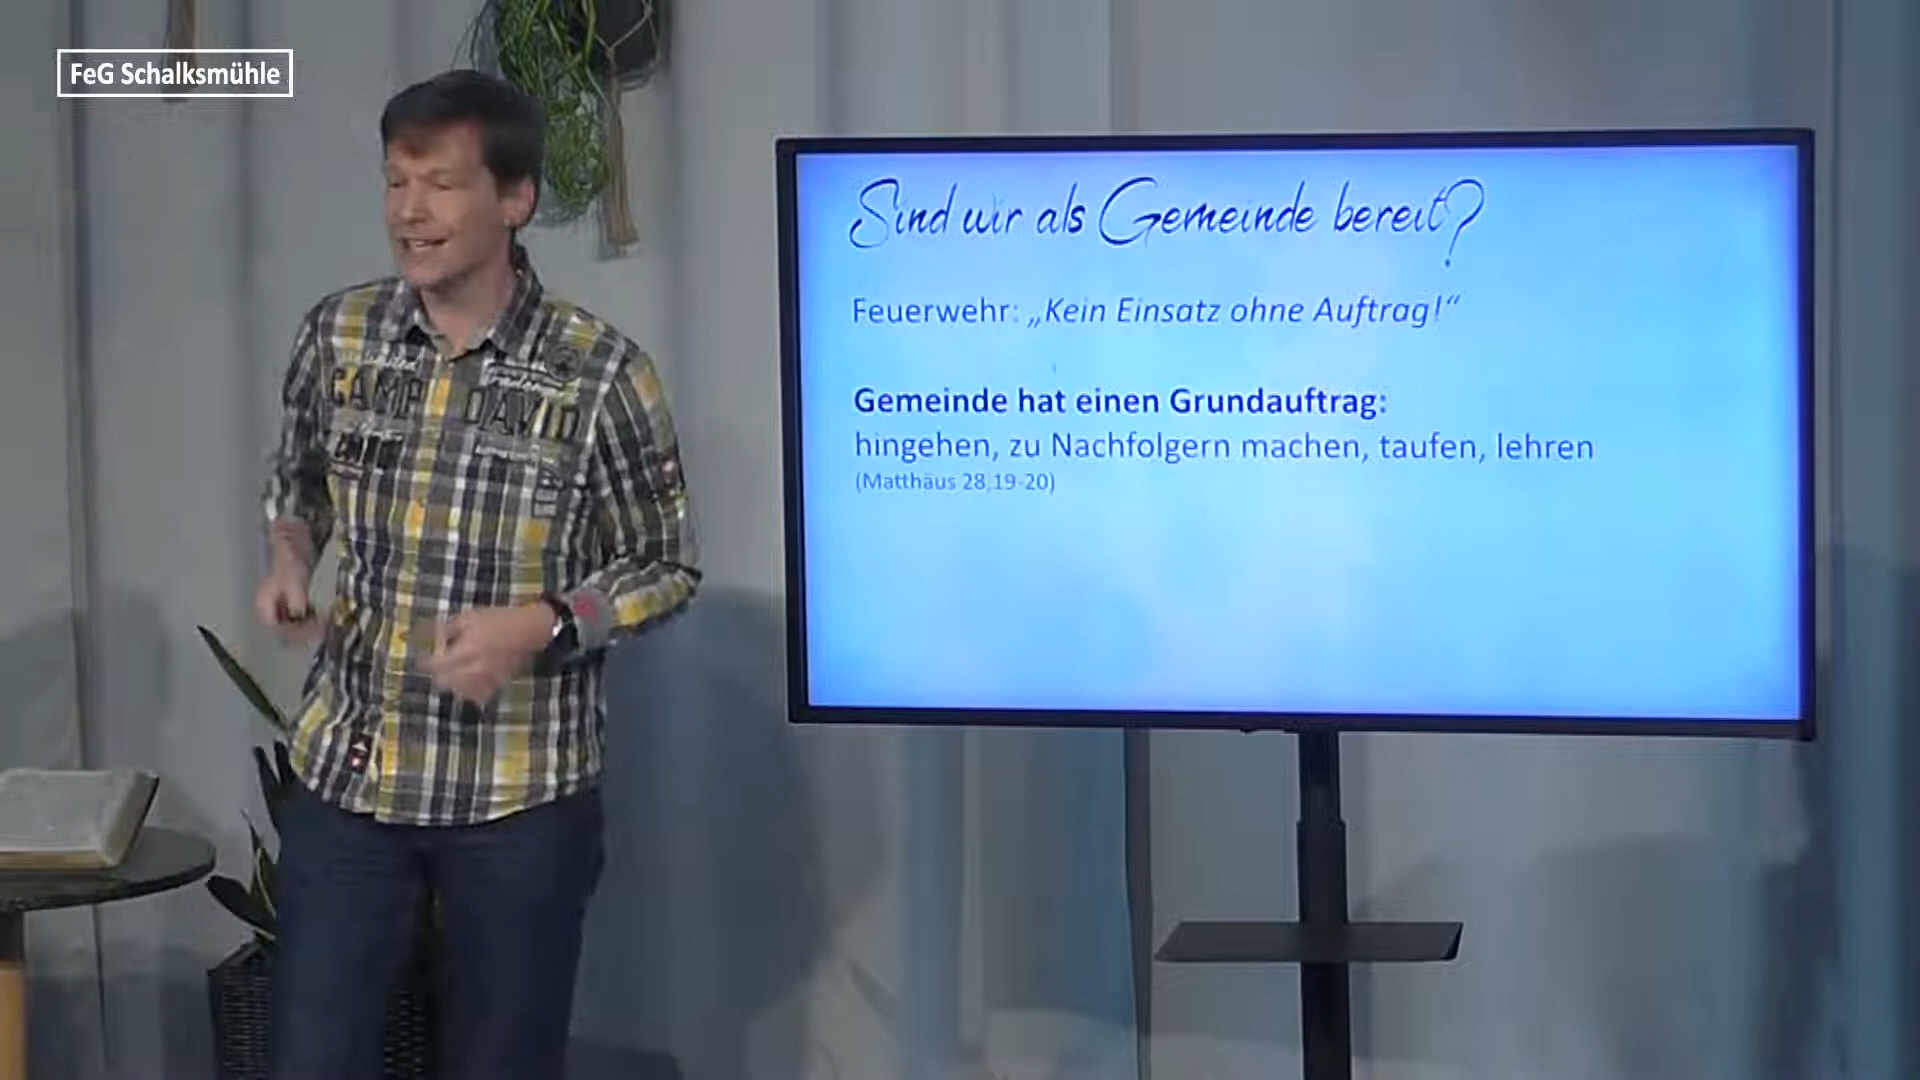 FeG Schalksmühle
Sind wir als Gemeinde bereit?
Feuerwehr: „Kein Einsatz ohne Auftrag!“
Gemeinde hat einen Grundauftrag:
hingehen, zu Nachfolgern machen, taufen, lehren
(Matthäus 28,19-20)
CAMP DAVID